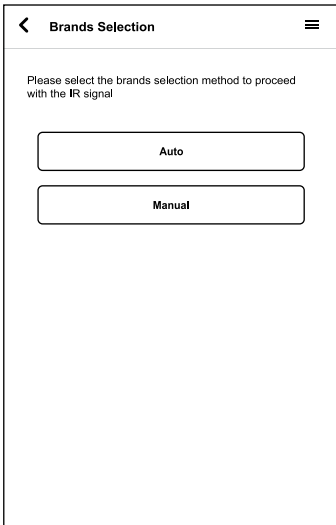 Brands Selection
Please select the brands selection method to proceed
with the IR signal
Auto
Manual